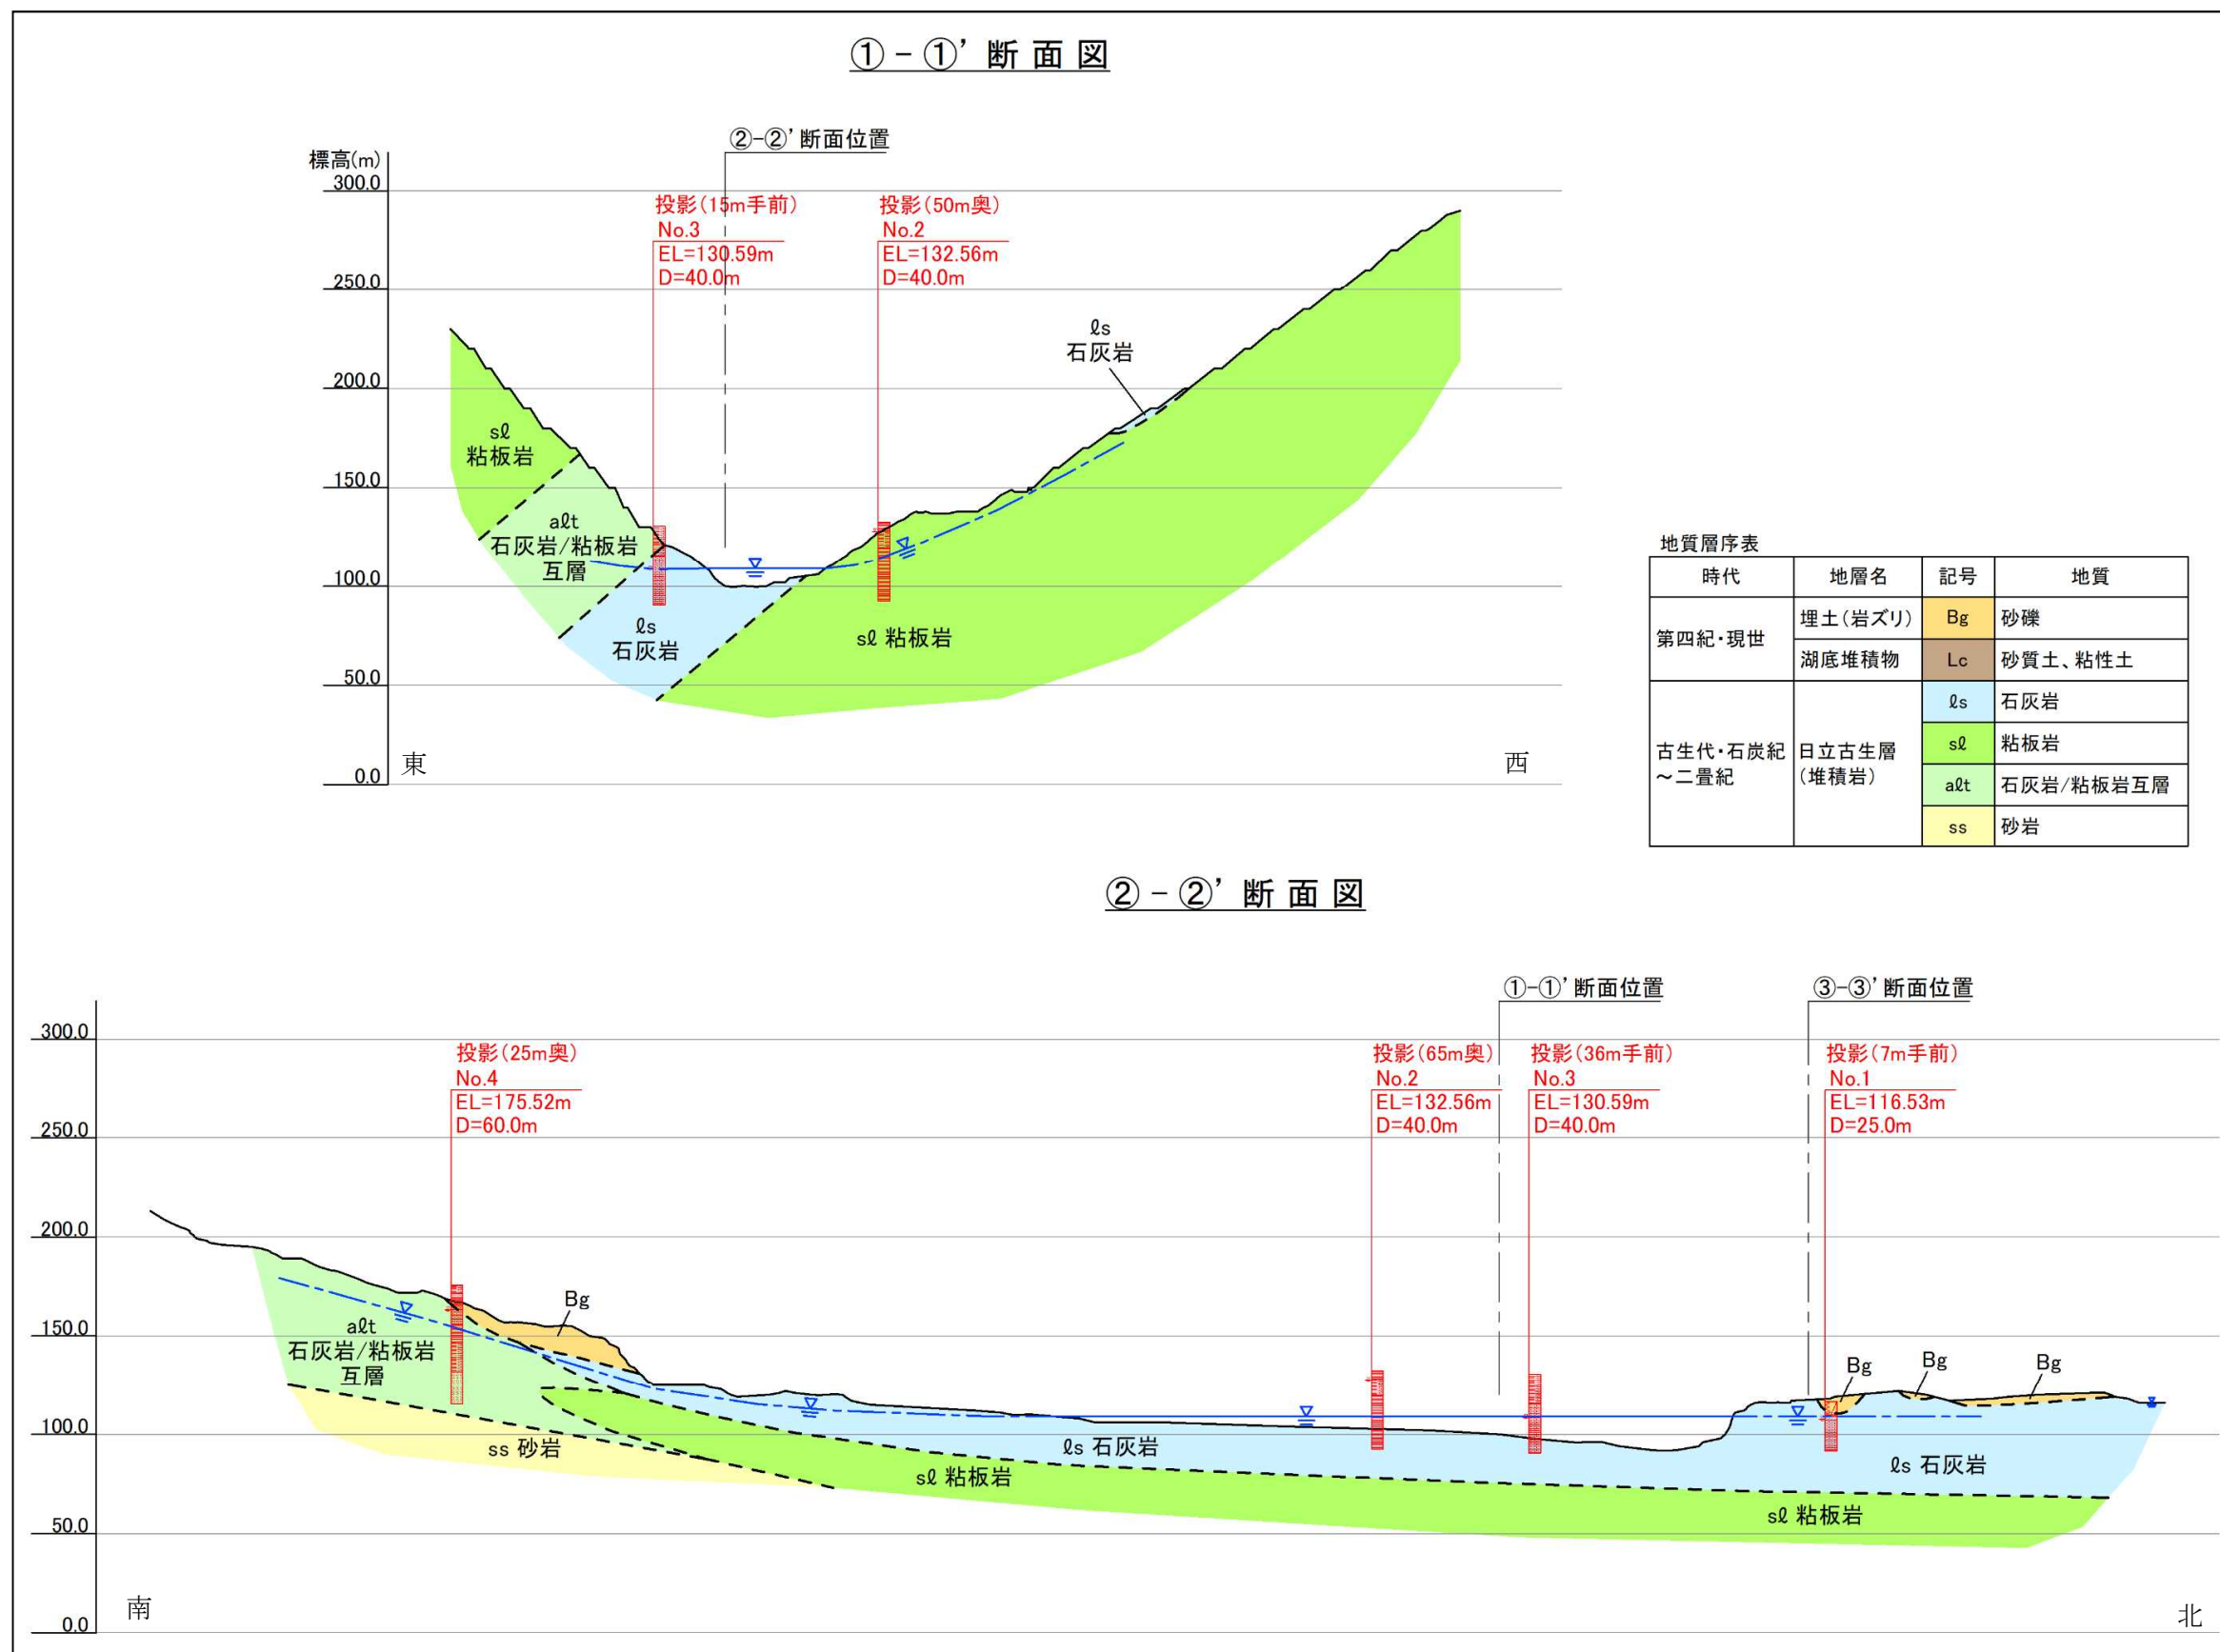 ①-①’断面図
②-②’断面位置
標高(m)
300.0
250.0
200.0
150.0
100.0
50.0
0.0
投影(15m手前)
No.3
EL=130.59m
D=40.0m
投影(50m奥)
No.2
EL=132.56m
D=40.0m
ℓs
石灰岩
sℓ
粘板岩
aℓt
石灰岩/粘板岩
互層
ℓs
石灰岩
sℓ 粘板岩
東
西
地質層序表
時代 地層名 記号 地質
第四紀・現世 埋土(岩ズリ) Bg 砂礫
湖底堆積物 Lc 砂質土、粘性土
古生代・石炭紀
～二畳紀
日立古生層
(堆積岩)
ℓs 石灰岩
sℓ 粘板岩
aℓt 石灰岩/粘板岩互層
ss 砂岩
②-②’断面図
①-①’断面位置
③-③’断面位置
300.0
250.0
200.0
150.0
100.0
50.0
0.0
投影(25m奥)
No.4
EL=175.52m
D=60.0m
投影(65m奥)
No.2
EL=132.56m
D=40.0m
投影(36m手前)
No.3
EL=130.59m
D=40.0m
投影(7m手前)
No.1
EL=116.53m
D=25.0m
Bg
aℓt
石灰岩/粘板岩
互層
Bg
Bg
Bg
ss 砂岩
sℓ 粘板岩
ℓs 石灰岩
ℓs 石灰岩
sℓ 粘板岩
南
北